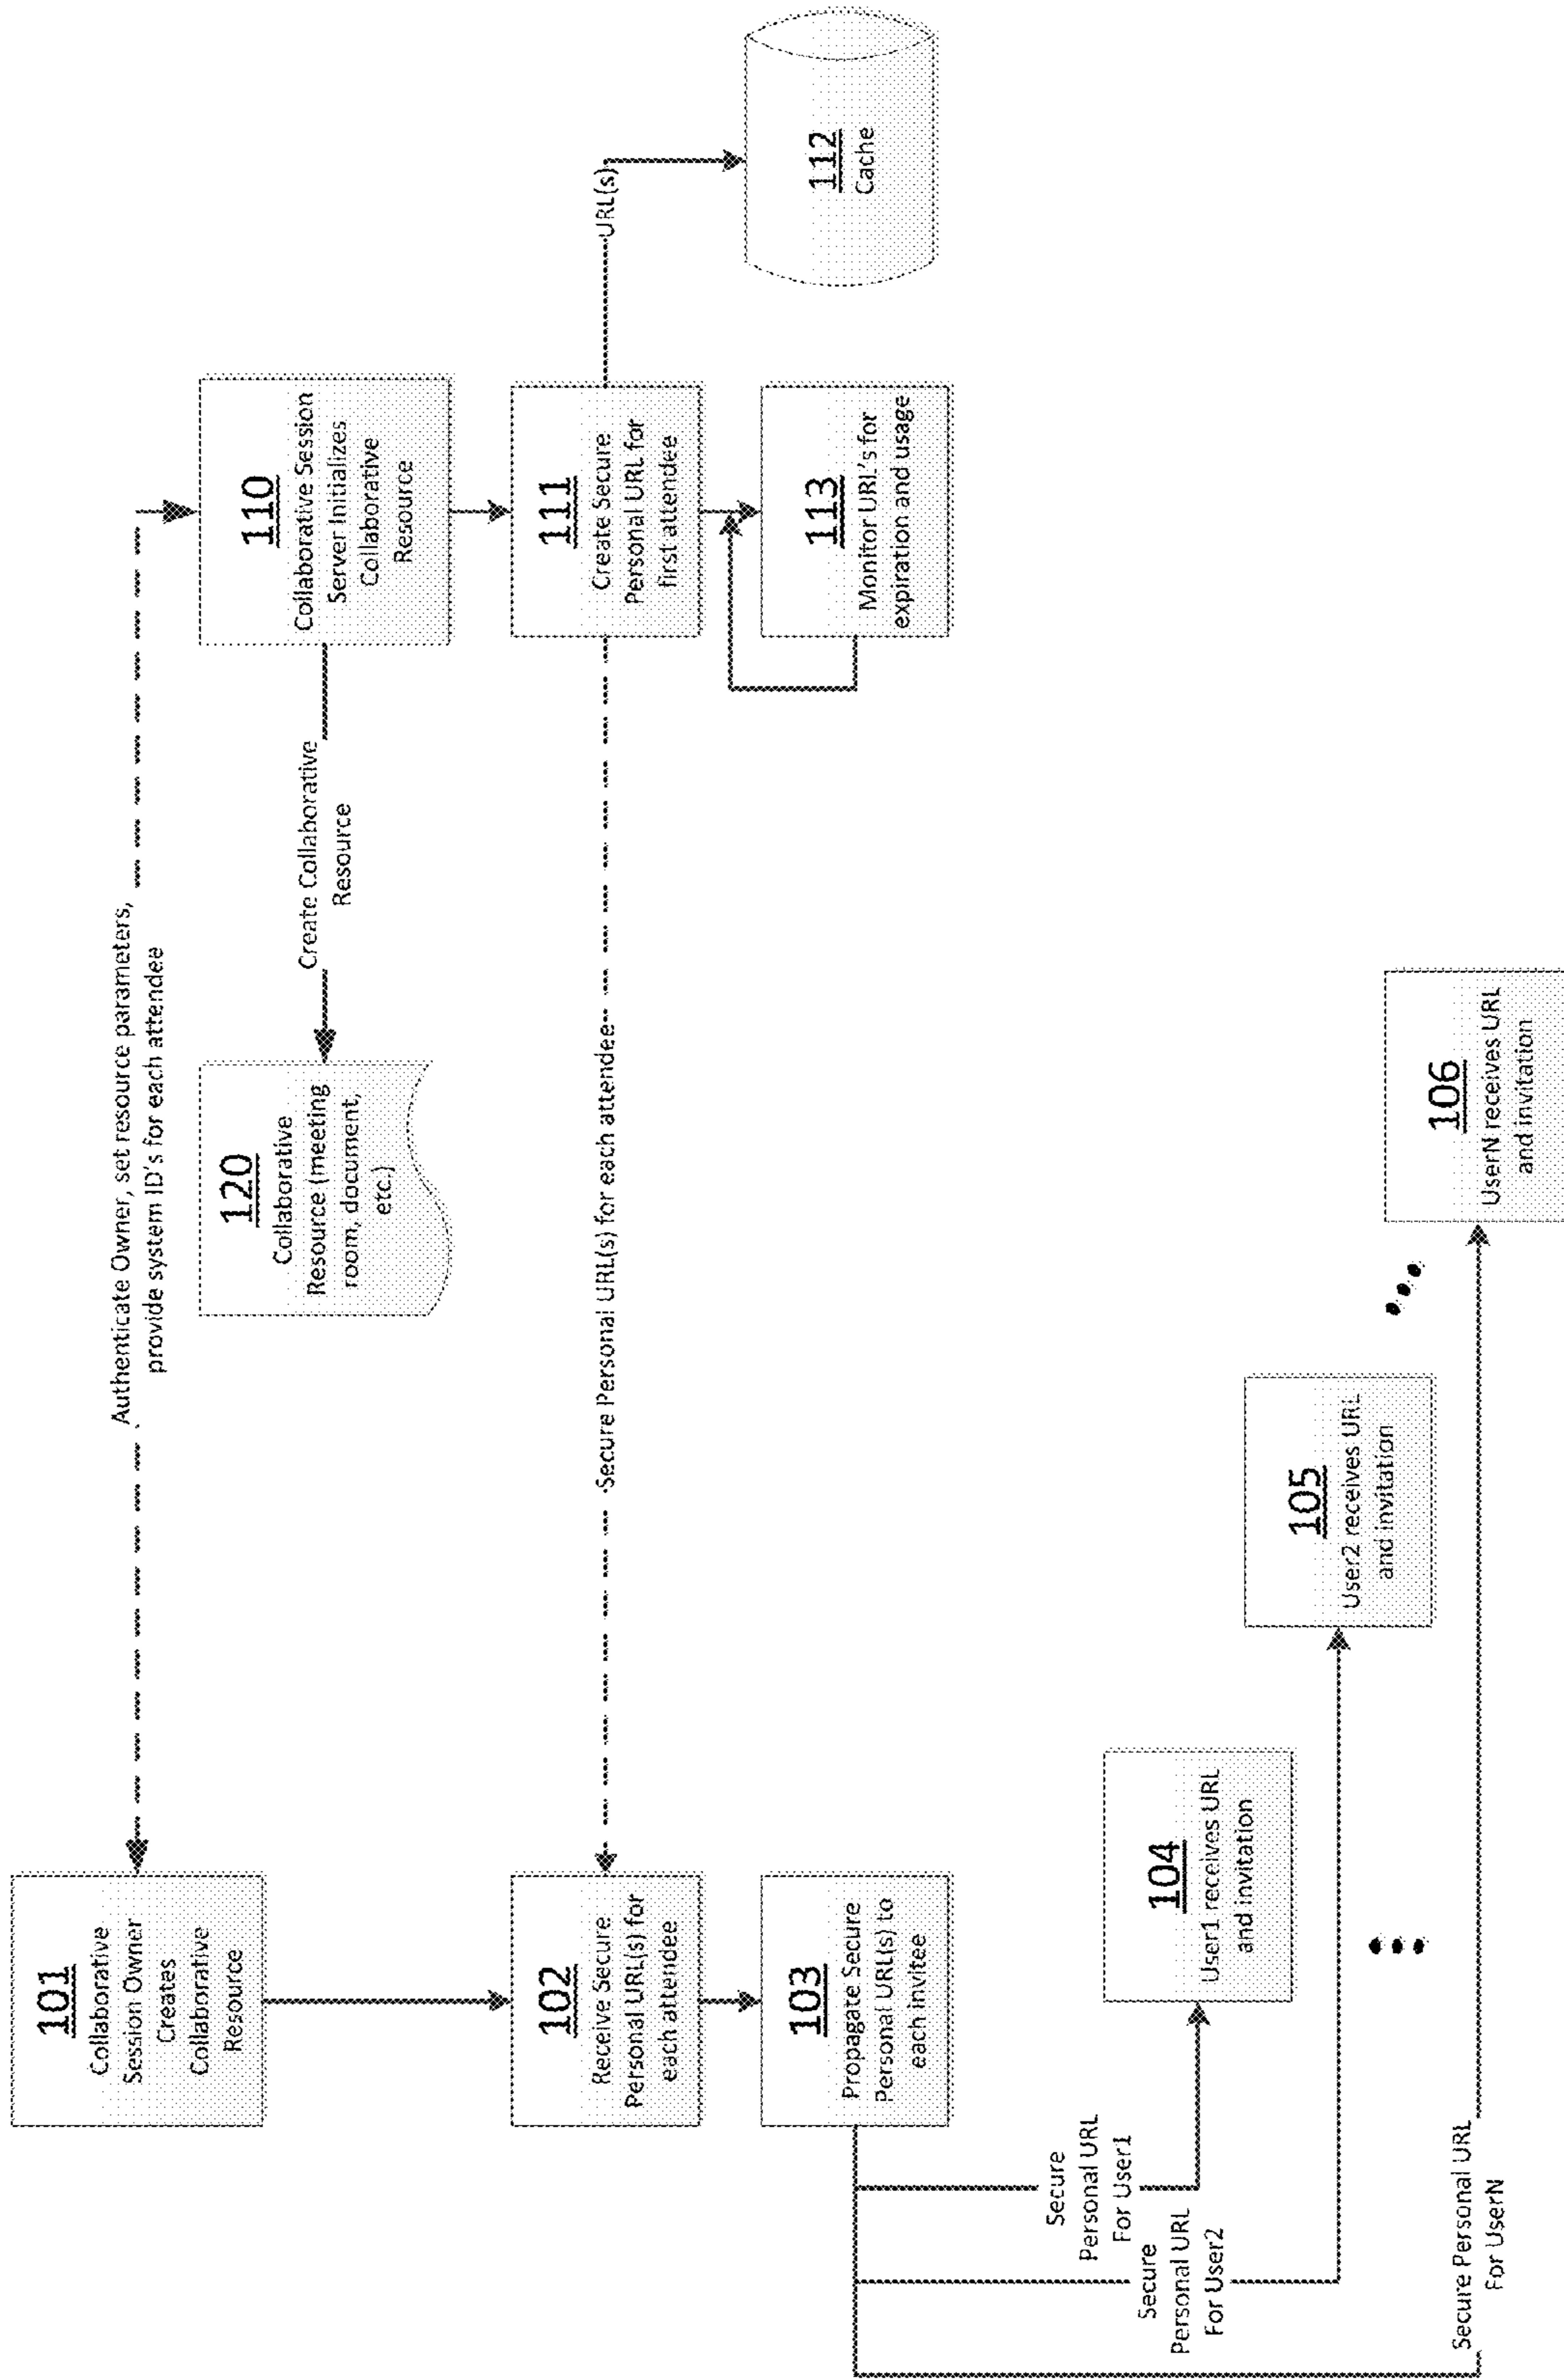 101
Collaborative
Session Owner
Creates
Collaborative
Resource
Authenticate Owner, set resource parameters,
provide system ID's for each attendee
110
Collaborative Session
Server Initializes
Collaborative
Resource
Create Collaborative
Resource
120
Collaborative
Resource (meeting
room, document,
etc.)
102
Receive Secure
Personal URL(s) for
each attendee
Secure Personal URL(s) for each attendee
111
Create Secure
Personal URL for
first attendee
URL(s)
112
Cache
103
Propagate Secure
Personal URL(s) to
each invitee
113
Monitor URL's for
expiration and usage
Secure
Personal URL
For User1
104
User1 receives URL
and invitation
Secure
Personal URL
For User2
105
User2 receives URL
and invitation
Secure Personal URL
For UserN
106
UserN receives URL
and invitation